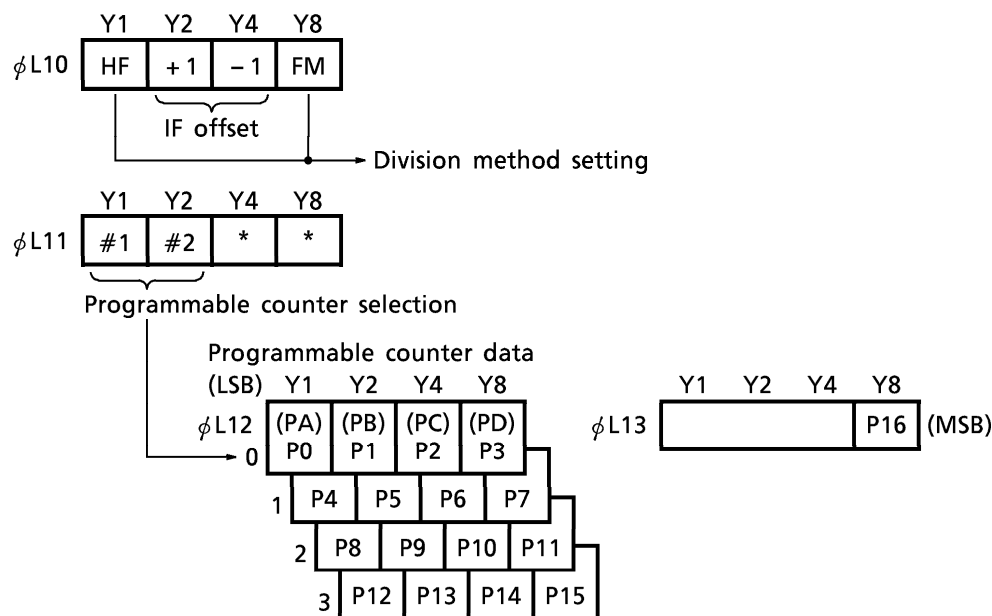 Y1 Y2 Y4 Y8
ϕL10 HF +1 −1 FM
IF offset
Division method setting
Y1 Y2 Y4 Y8
ϕL11 #1 #2 * *
Programmable counter selection
Programmable counter data
(LSB) Y1 Y2 Y4 Y8
ϕL12 (PA) (PB) (PC) (PD)
0 P0 P1 P2 P3
1 P4 P5 P6 P7
2 P8 P9 P10 P11
3 P12 P13 P14 P15
Y1 Y2 Y4 Y8
ϕL13 P16 (MSB)